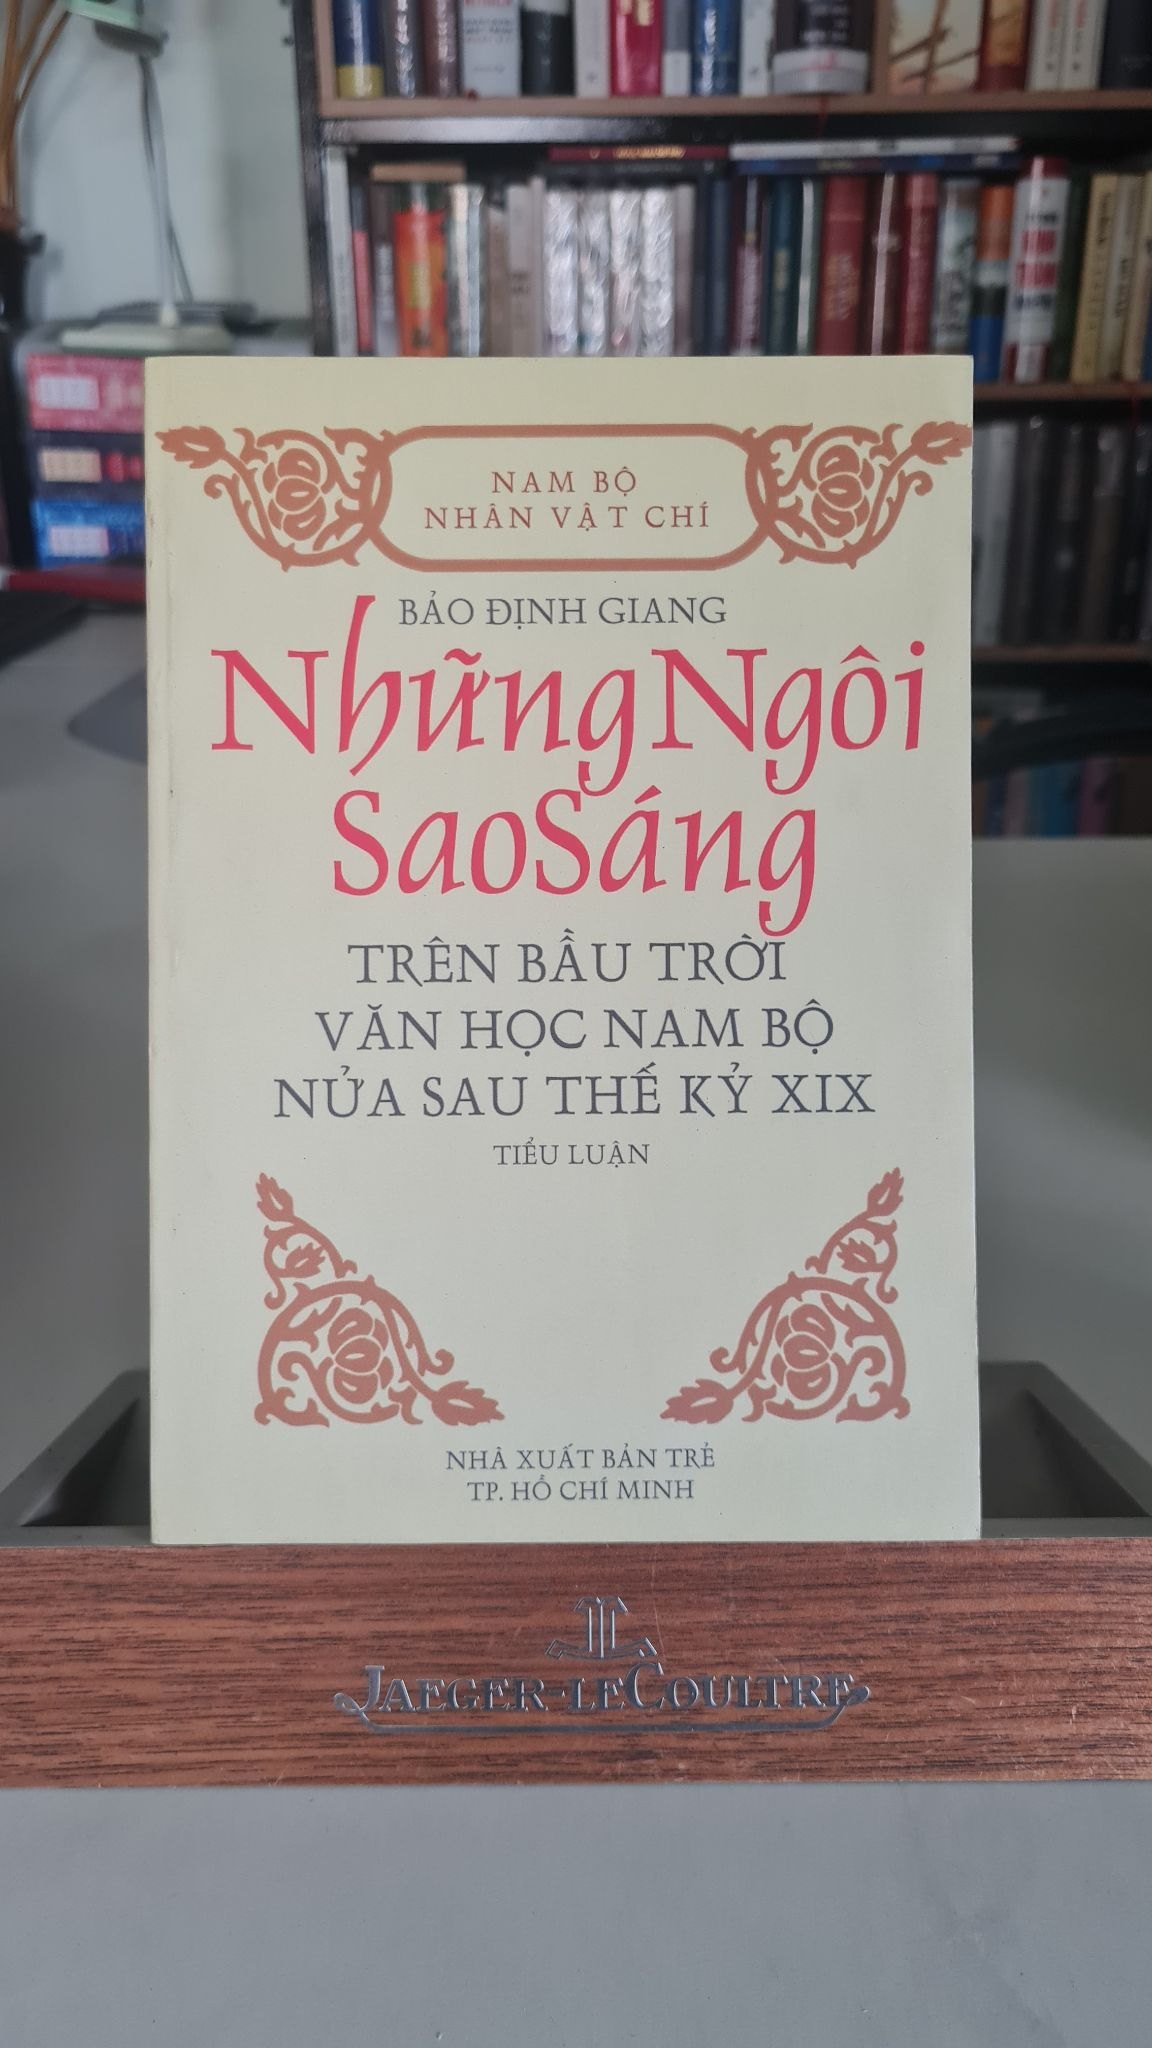 NAM BỘ
NHÂN VẬT CHÍ
BẢO ĐỊNH GIANG
Những Ngôi
Sao Sáng
TRÊN BẦU TRỜI
VĂN HỌC NAM BỘ
NỬA SAU THẾ KỶ XIX
TIỂU LUẬN
NHÀ XUẤT BẢN TRẺ
TP. HỒ CHÍ MINH
JAEGER-LECOULTRE